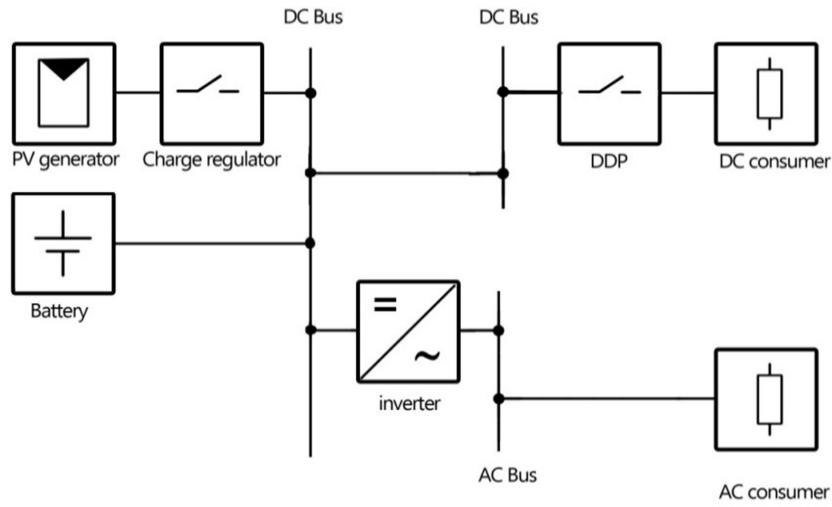 DC Bus
DC Bus
PV generator
Charge regulator
DDP
DC consumer
Battery
inverter
AC Bus
AC consumer